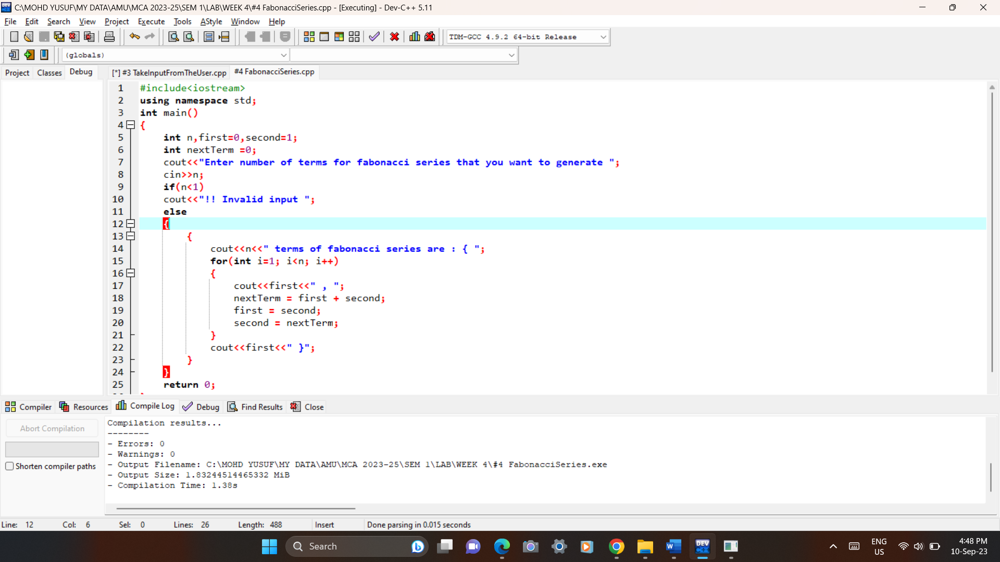 C:\MOHD YUSUF\MY DATA\AMU\MCA 2023-25\SEM 1\LAB\WEEK 4\#4 FabonacciSeries.cpp - [Executing] - Dev-C++ 5.11
File Edit Search View Project Execute Tools AStyle Window Help
TDM-GCC 4.9.2 64-bit Release
(globals)
Project Classes Debug [*] #3 TakeInputFromTheUser.cpp #4 FabonacciSeries.cpp
1 #include<iostream>
2 using namespace std;
3 int main()
4 {
5 int n,first=0,second=1;
6 int nextTerm =0;
7 cout<<"Enter number of terms for fabonacci series that you want to generate ";
8 cin>>n;
9 if(n<1)
10 cout<<"!! Invalid input ";
11 else
12 {
13 {
14 cout<<n<<" terms of fabonacci series are : { ";
15 for(int i=1; i<n; i++)
16 {
17 cout<<first<<" , ";
18 nextTerm = first + second;
19 first = second;
20 second = nextTerm;
21 }
22 cout<<first<<" }";
23 }
24 }
25 return 0;
Compiler Resources Compile Log Debug Find Results Close
Abort Compilation
Shorten compiler paths
Compilation results...
--------
- Errors: 0
- Warnings: 0
- Output Filename: C:\MOHD YUSUF\MY DATA\AMU\MCA 2023-25\SEM 1\LAB\WEEK 4\#4 FabonacciSeries.exe
- Output Size: 1.83244514465332 MiB
- Compilation Time: 1.38s
Line: 12 Col: 6 Sel: 0 Lines: 26 Length: 488 Insert Done parsing in 0.015 seconds
Search
DEV C++
ENG
US
4:48 PM
10-Sep-23